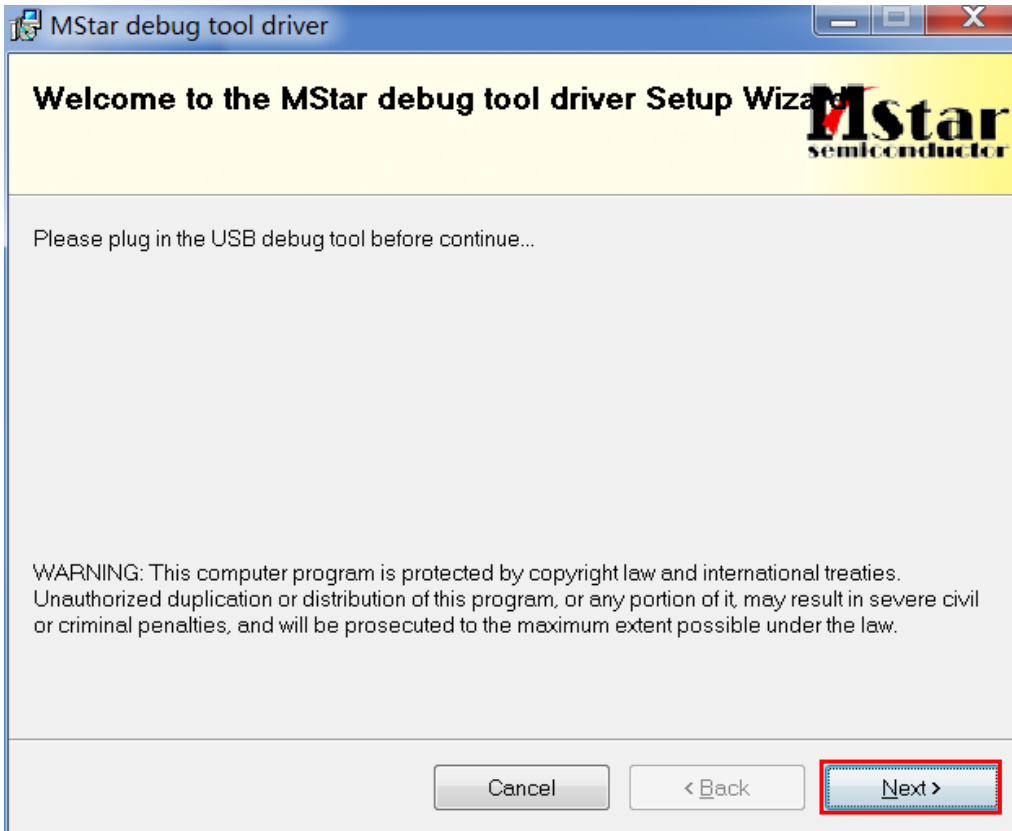 MStar debug tool driver
X
Welcome to the MStar debug tool driver Setup Wizard
MStar
semiconductor
Please plug in the USB debug tool before continue...
WARNING: This computer program is protected by copyright law and international treaties.
Unauthorized duplication or distribution of this program, or any portion of it, may result in severe civil
or criminal penalties, and will be prosecuted to the maximum extent possible under the law.
Cancel
< Back
Next >